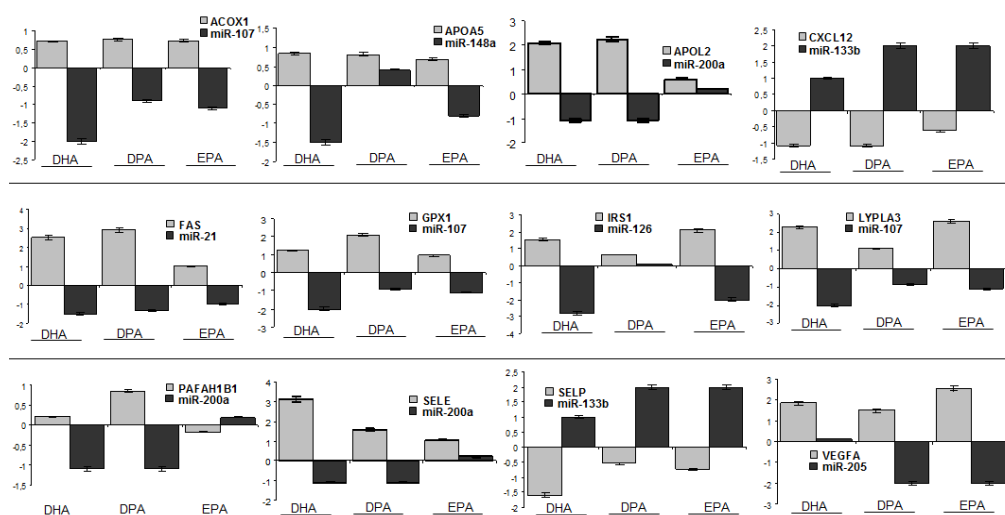 ACOX1
miR-107
1
0,5
0
-0,5
-1
-1,5
-2
-2,5
DHA
DPA
EPA
APOA5
miR-148a
1,5
1
0,5
0
-0,5
-1
-1,5
-2
DHA
DPA
EPA
APOL2
miR-200a
3
2
1
0
-1
-2
DHA
DPA
EPA
CXCL12
miR-133b
2,5
2
1,5
1
0,5
0
-0,5
-1
-1,5
DHA
DPA
EPA
FAS
miR-21
4
3
2
1
0
-1
-2
DHA
DPA
EPA
GPX1
miR-107
3
2
1
0
-1
-2
-3
DHA
DPA
EPA
IRS1
miR-126
3
2
1
0
-1
-2
-3
-4
DHA
DPA
EPA
LYPLA3
miR-107
3
2
1
0
-1
-2
-3
DHA
DPA
EPA
PAFAH1B1
miR-200a
1
0,5
0
-0,5
-1
-1,5
DHA
DPA
EPA
SELE
miR-200a
4
3
2
1
0
-1
-2
DHA
DPA
EPA
SELP
miR-133b
2,5
2
1,5
1
0,5
0
-0,5
-1
-1,5
-2
DHA
DPA
EPA
VEGFA
miR-205
3
2
1
0
-1
-2
-3
DHA
DPA
EPA